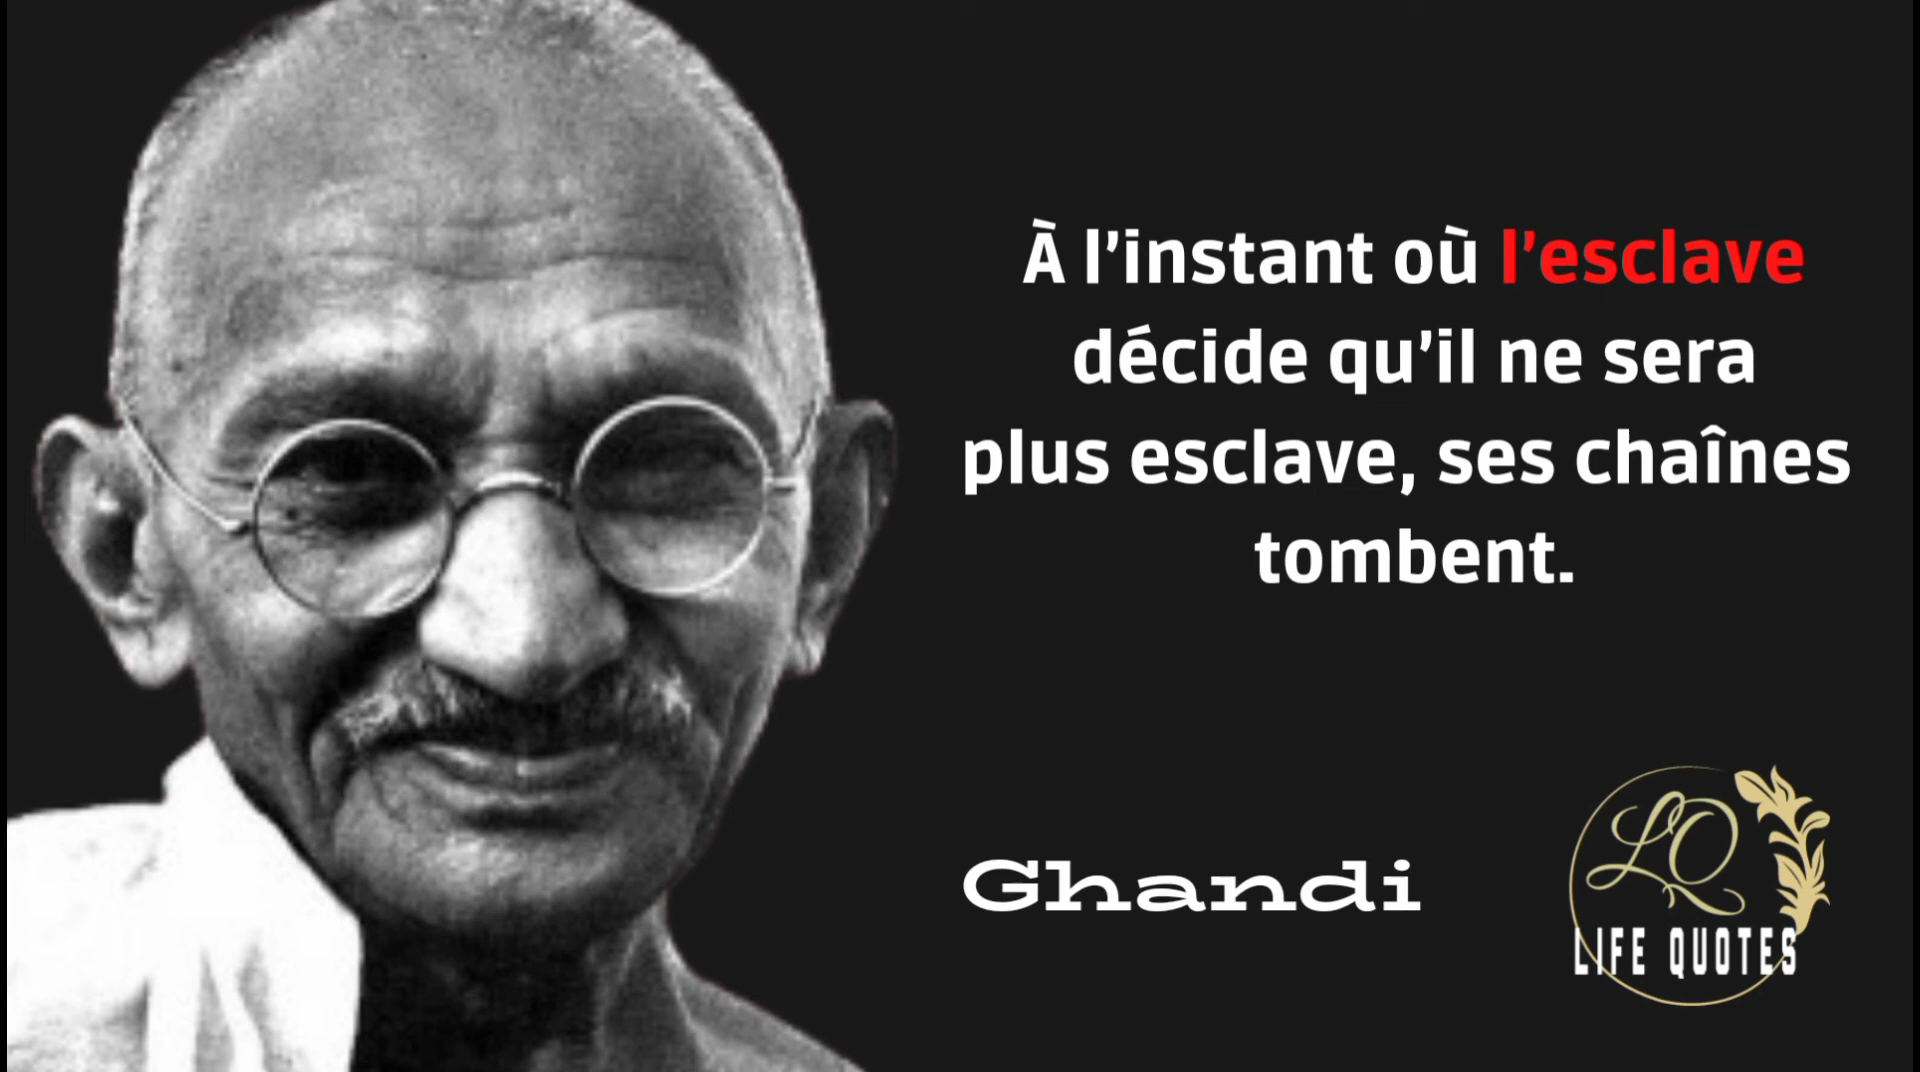 À l’instant où l’esclave
décide qu’il ne sera
plus esclave, ses chaînes
tombent.
Ghandi
LQ
LIFE QUOTES